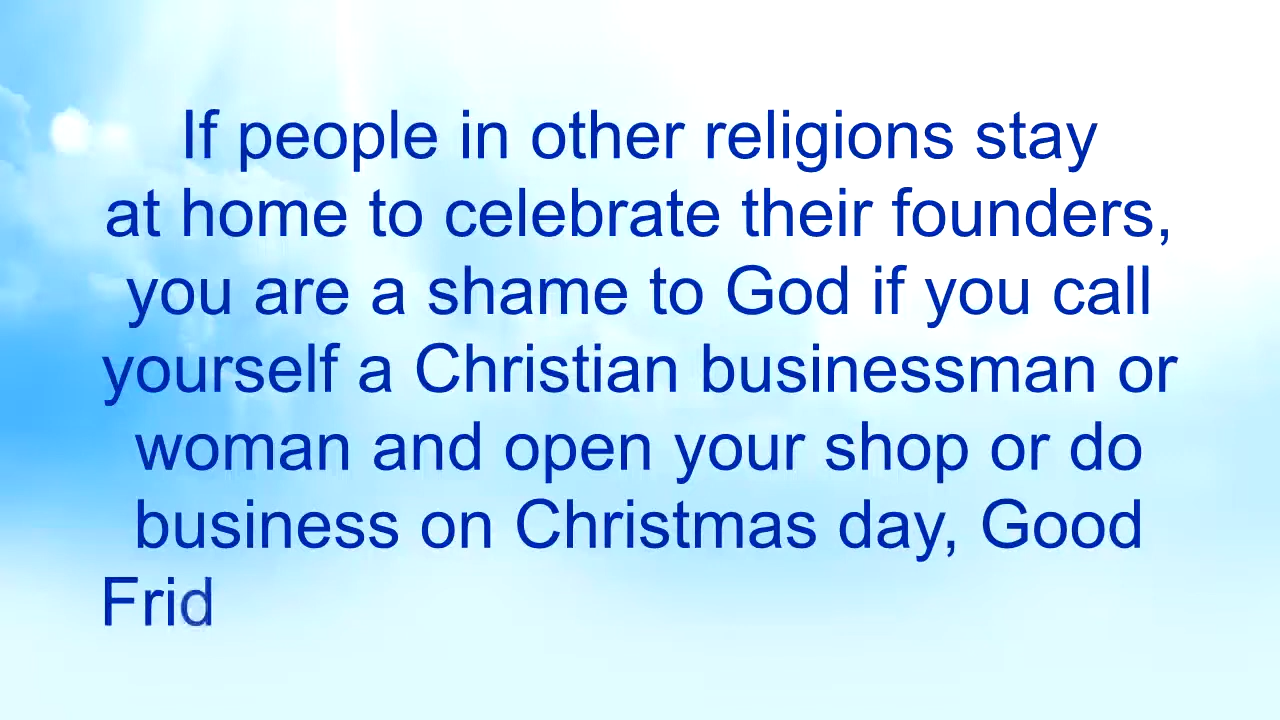 If people in other religions stay
at home to celebrate their founders,
you are a shame to God if you call
yourself a Christian businessman or
woman and open your shop or do
business on Christmas day, Good
Frid